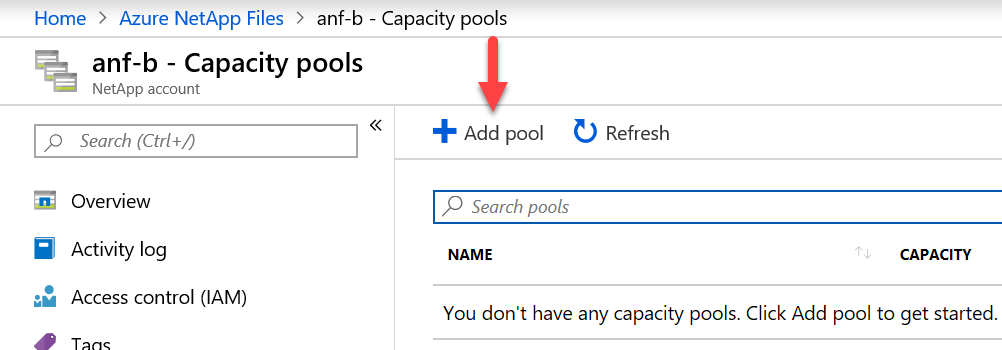 Home > Azure NetApp Files > anf-b - Capacity pools
anf-b - Capacity pools
NetApp account
Search (Ctrl+/)
«
Add pool
Refresh
Overview
Activity log
Access control (IAM)
Tags
Search pools
NAME
CAPACITY
You don't have any capacity pools. Click Add pool to get started.